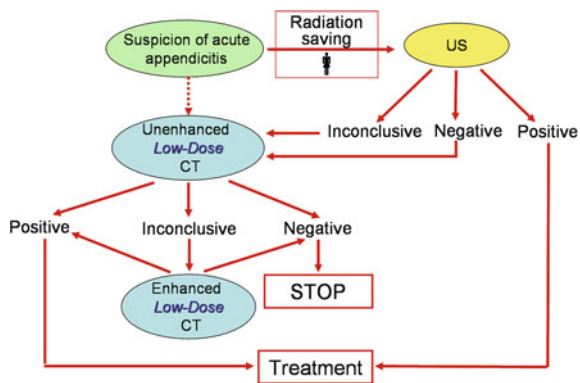 Suspicion of acute
appendicitis
Radiation
saving
US
Unenhanced
Low-Dose
CT
Inconclusive
Negative
Positive
Positive
Inconclusive
Negative
Enhanced
Low-Dose
CT
STOP
Treatment